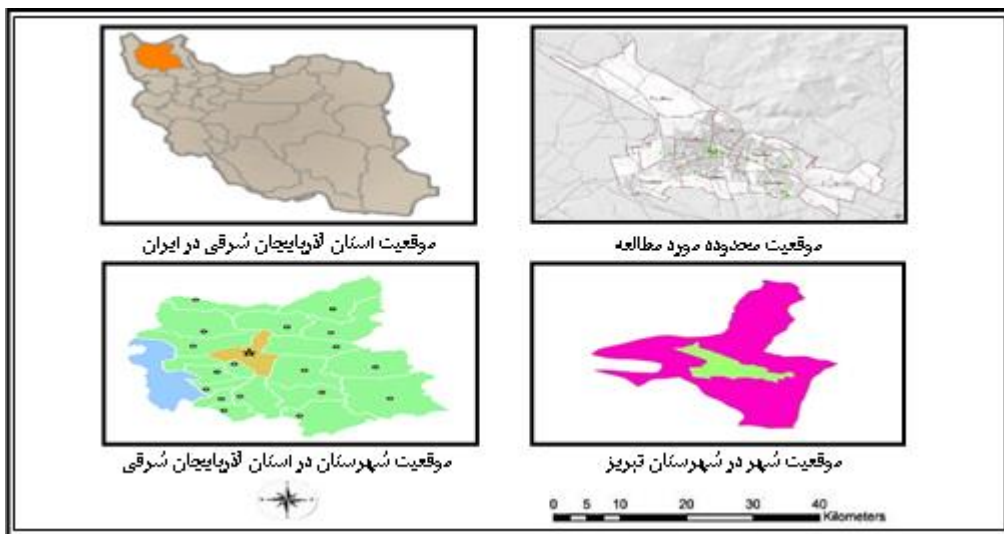 موقعیت استان آذربایجان شرقی در ایران
موقعیت محدوده مورد مطالعه
موقعیت شهرستان در استان آذربایجان شرقی
موقعیت شهر در شهرستان تبریز
0 5 10 20 30 40
Kilometers